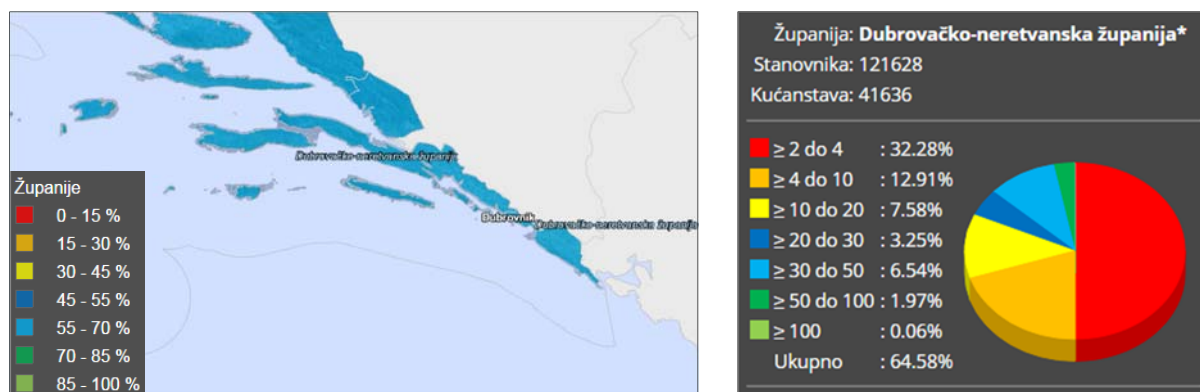 Dubrovačko-neretvanska županija
Dubrovnik
Dubrovačko-neretvanska županija
Županije
0 - 15 %
15 - 30 %
30 - 45 %
45 - 55 %
55 - 70 %
70 - 85 %
85 - 100 %
Županija: Dubrovačko-neretvanska županija*
Stanovnika: 121628
Kućanstava: 41636
≥ 2 do 4 : 32.28%
≥ 4 do 10 : 12.91%
≥ 10 do 20 : 7.58%
≥ 20 do 30 : 3.25%
≥ 30 do 50 : 6.54%
≥ 50 do 100 : 1.97%
≥ 100 : 0.06%
Ukupno : 64.58%